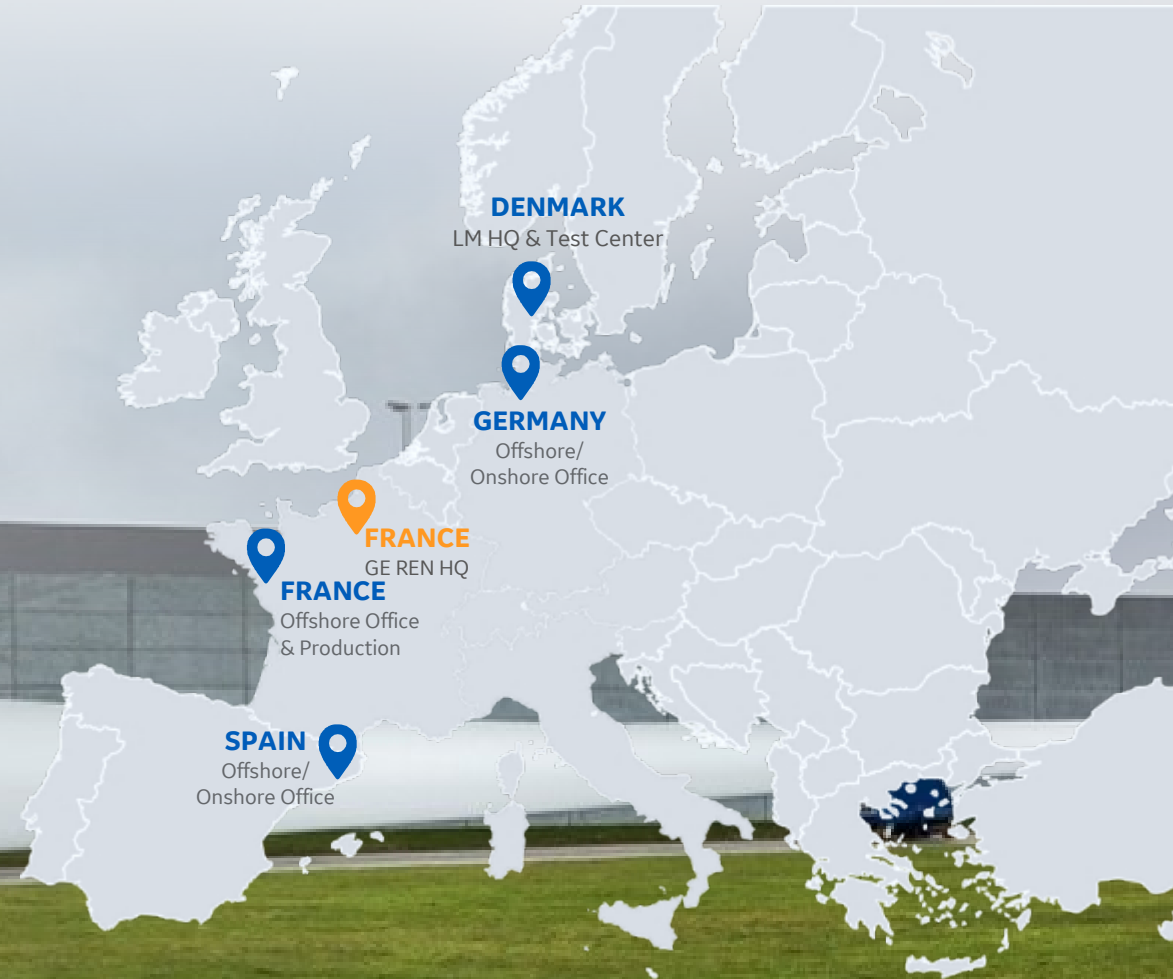 DENMARK
LM HQ & Test Center
GERMANY
Offshore/
Onshore Office
FRANCE
GE REN HQ
FRANCE
Offshore Office
& Production
SPAIN
Offshore/
Onshore Office